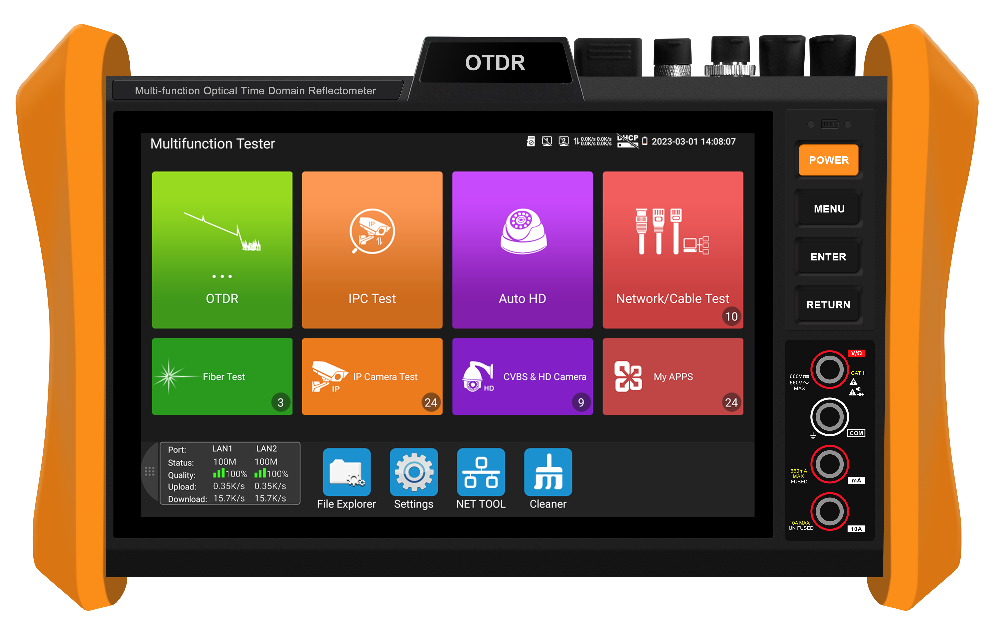 OTDR
Multi-function Optical Time Domain Reflectometer
Multifunction Tester
1 2 0.0K/s 0.0K/s DHCP 2023-03-01 14:08:07
0.0K/s 0.0K/s
POWER
MENU
ENTER
RETURN
IP
OTDR
IPC Test
Auto HD
Network/Cable Test
10
Fiber Test
3
IP Camera Test
IP
24
CVBS & HD Camera
HD
9
My APPS
24
Port: LAN1 LAN2
Status: 100M 100M
Quality: 100% 100%
Upload: 0.35K/s 0.35K/s
Download: 15.7K/s 15.7K/s
File Explorer
Settings
NET TOOL
Cleaner
V/Ω
CAT II
660V
660V
MAX
COM
660mA
MAX
FUSED
mA
10A MAX
UN FUSED
10A